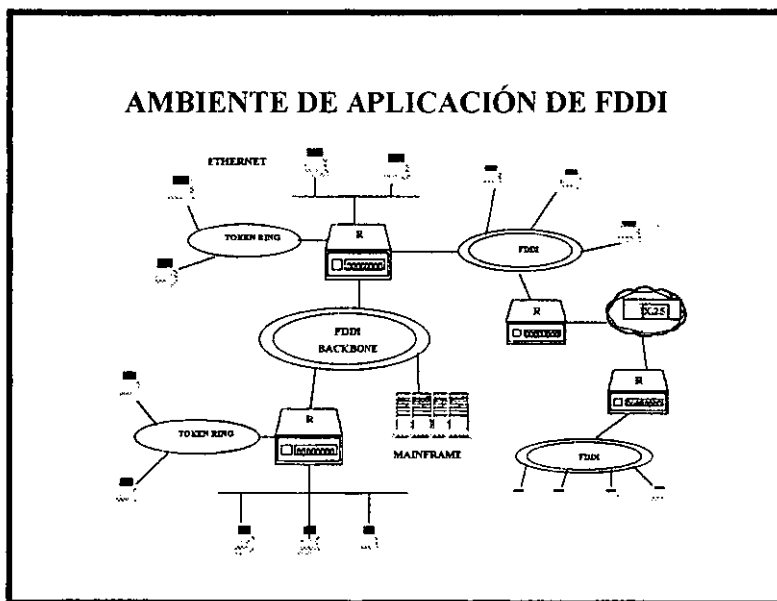 AMBIENTE DE APLICACIÓN DE FDDI
ETHERNET
R
TOKEN RING
FDDI
R
X.25
FDDI
BACKBONE
R
R
TOKEN RING
MAINFRAME
FDDI